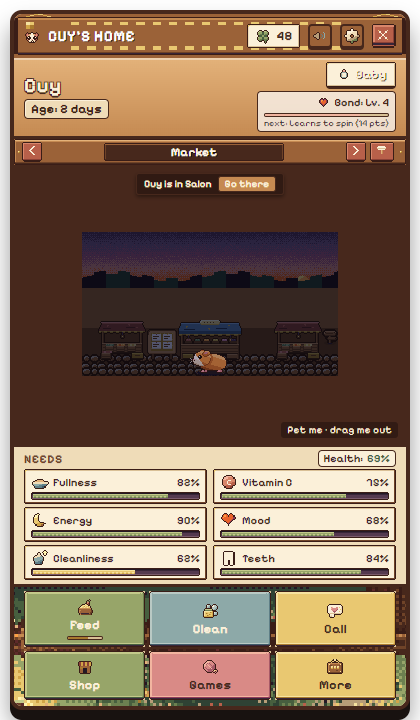 GUY'S HOME
48
Guy
Baby
Age: 2 days
Bond: Lv. 4
next: Learns to spin (14 pts)
Market
Guy is in Salon
Go there
Pet me · drag me out
NEEDS
Health: 69%
Fullness 82%
Vitamin C 78%
Energy 90%
Mood 68%
Cleanliness 62%
Teeth 84%
Feed
Clean
Call
Shop
Games
More